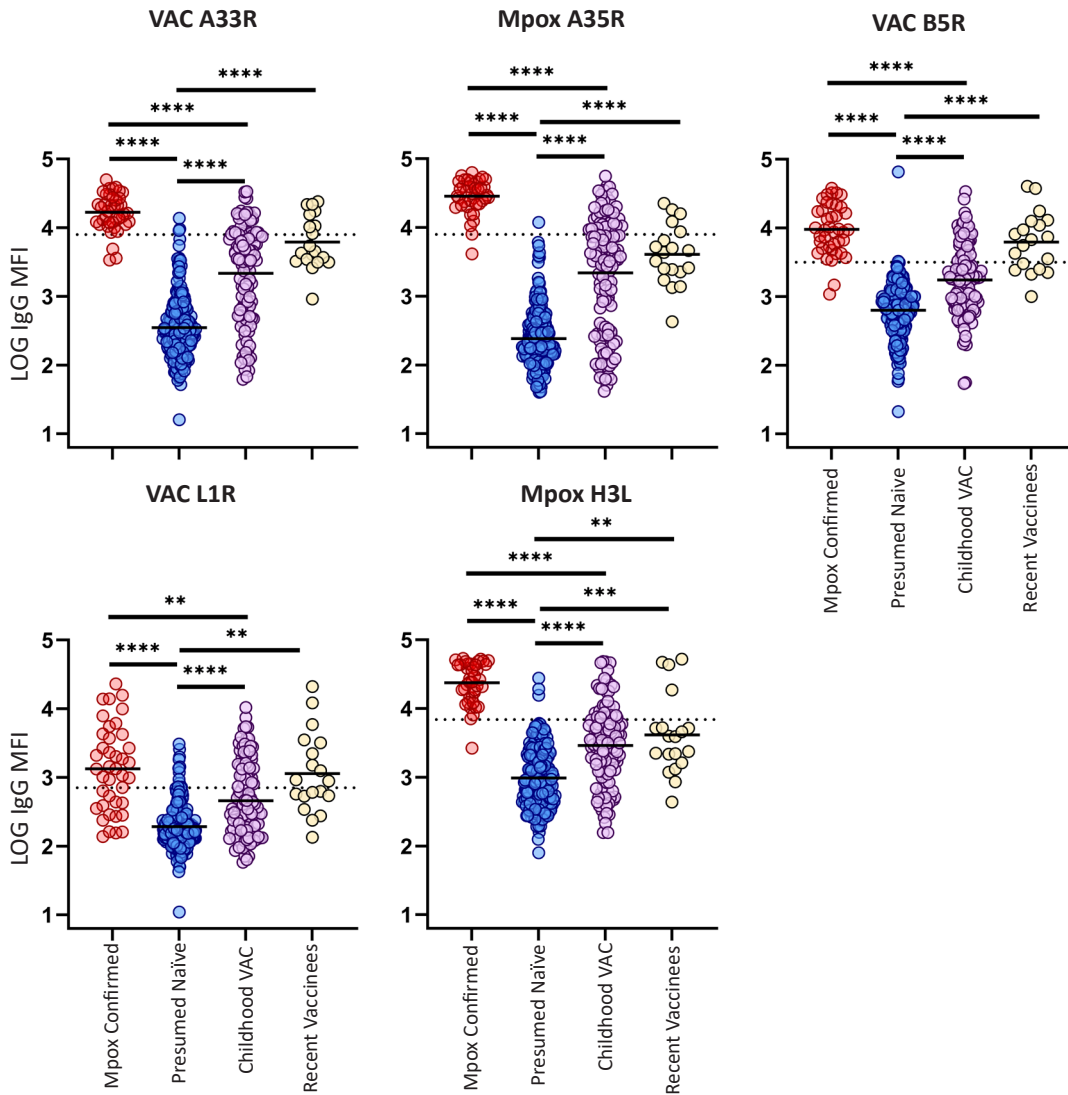 VAC A33R
****
****
****
****
LOG IgG MFI
5
4
3
2
1
Mpox A35R
****
****
****
****
5
4
3
2
1
VAC B5R
****
****
****
****
5
4
3
2
1
Mpox Confirmed
Presumed Naive
Childhood VAC
Recent Vaccinees
VAC L1R
**
**
****
****
LOG IgG MFI
5
4
3
2
1
Mpox Confirmed
Presumed Naïve
Childhood VAC
Recent Vaccinees
Mpox H3L
**
****
***
****
****
5
4
3
2
1
Mpox Confirmed
Presumed Naïve
Childhood VAC
Recent Vaccinees